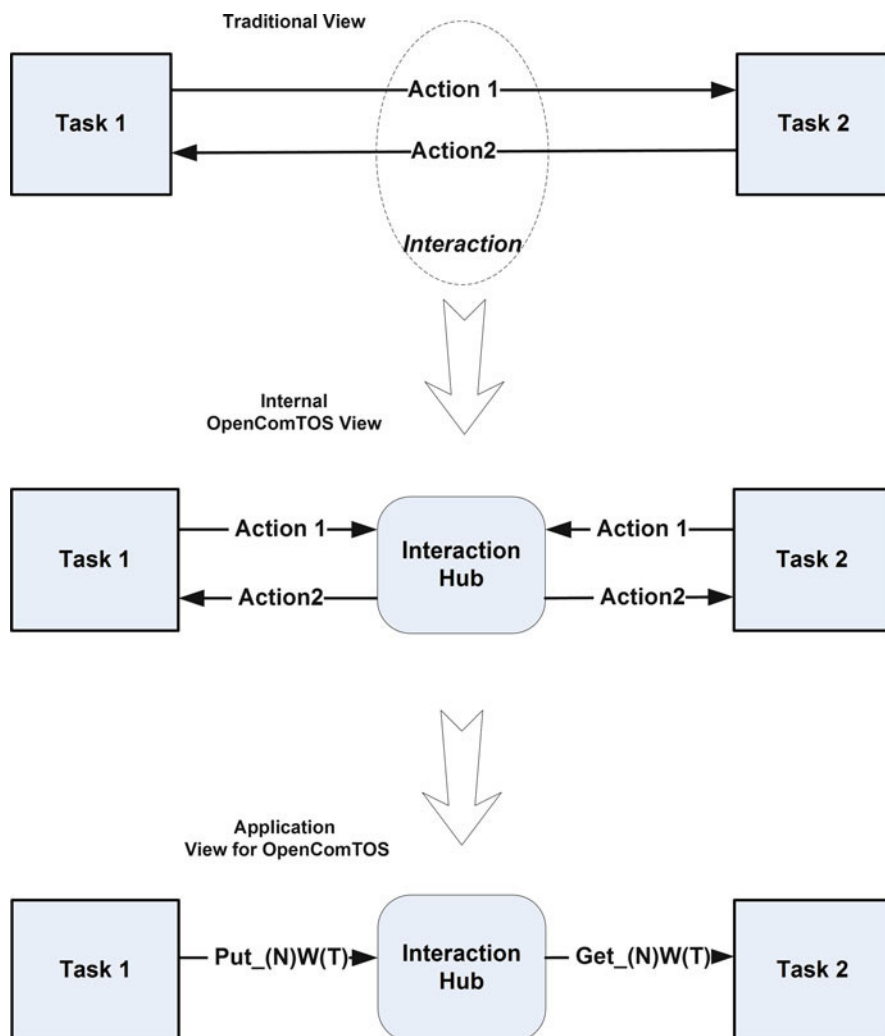 Traditional View
Action 1
Task 1
Task 2
Action2
Interaction
Internal
OpenComTOS View
Action 1
Action 1
Task 1
Interaction
Hub
Task 2
Action2
Action2
Application
View for OpenComTOS
Task 1
Put_(N)W(T)
Interaction
Hub
Get_(N)W(T)
Task 2